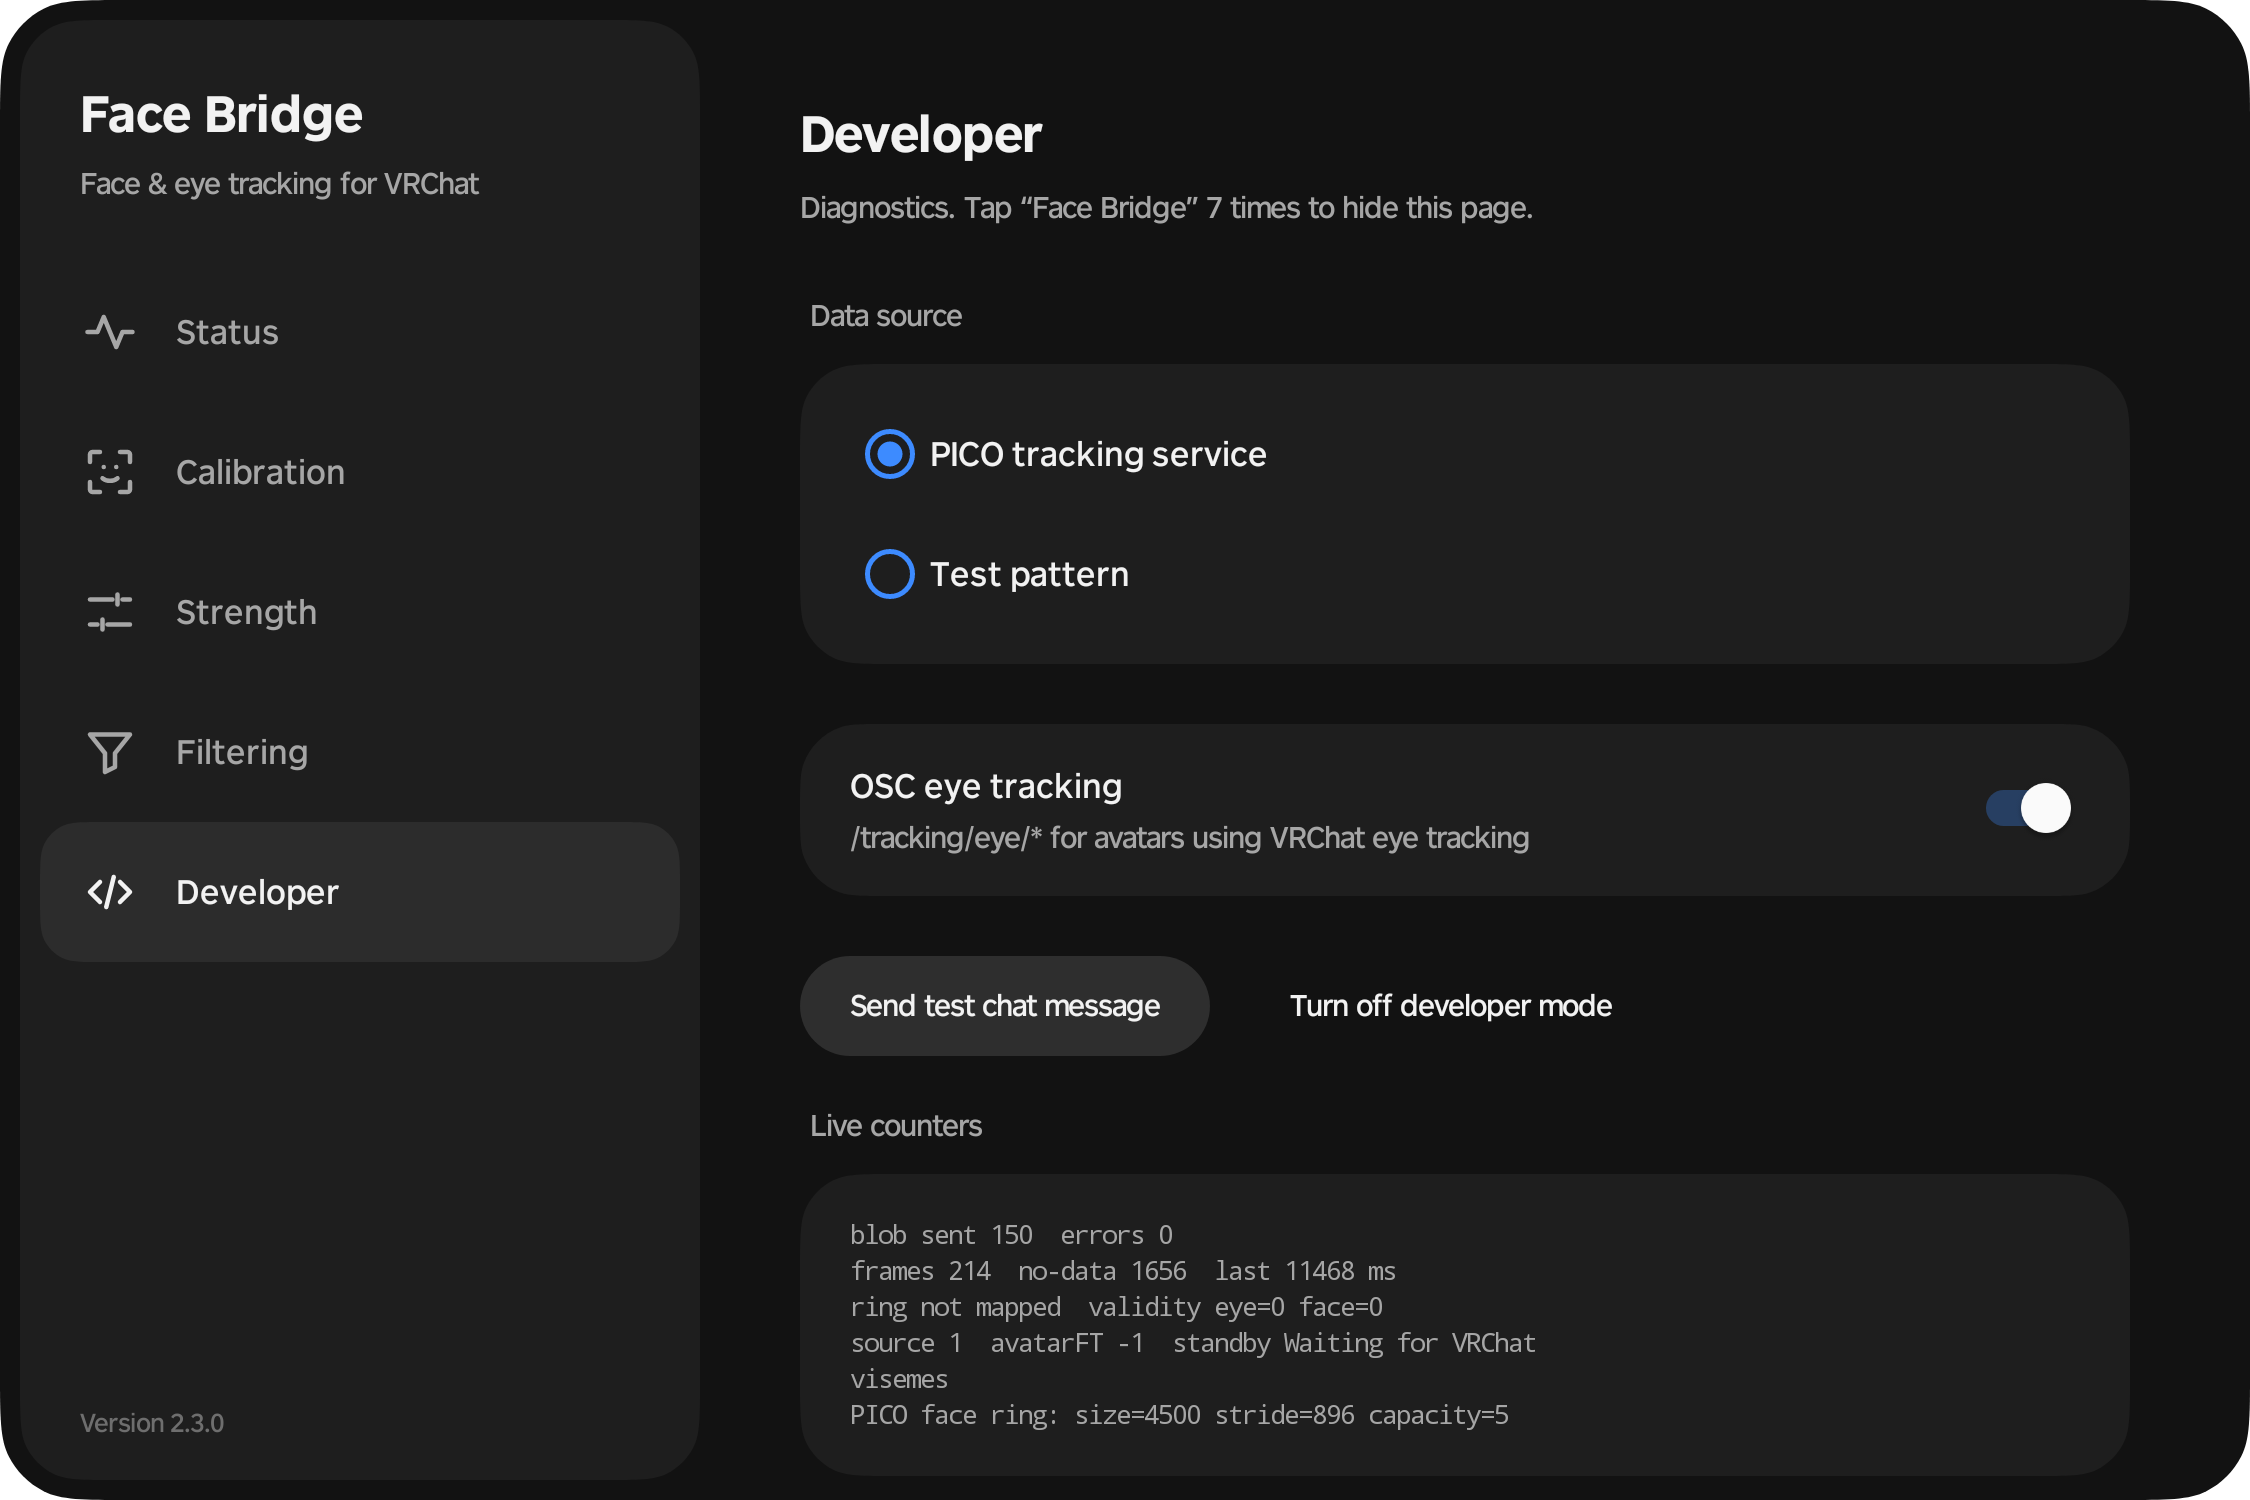 Face Bridge
Face & eye tracking for VRChat
Status
Calibration
Strength
Filtering
Developer
Version 2.3.0
Developer
Diagnostics. Tap “Face Bridge” 7 times to hide this page.
Data source
PICO tracking service
Test pattern
OSC eye tracking
/tracking/eye/* for avatars using VRChat eye tracking
Send test chat message
Turn off developer mode
Live counters
blob sent 150  errors 0
frames 214  no-data 1656  last 11468 ms
ring not mapped  validity eye=0 face=0
source 1  avatarFT -1  standby Waiting for VRChat
visemes
PICO face ring: size=4500 stride=896 capacity=5